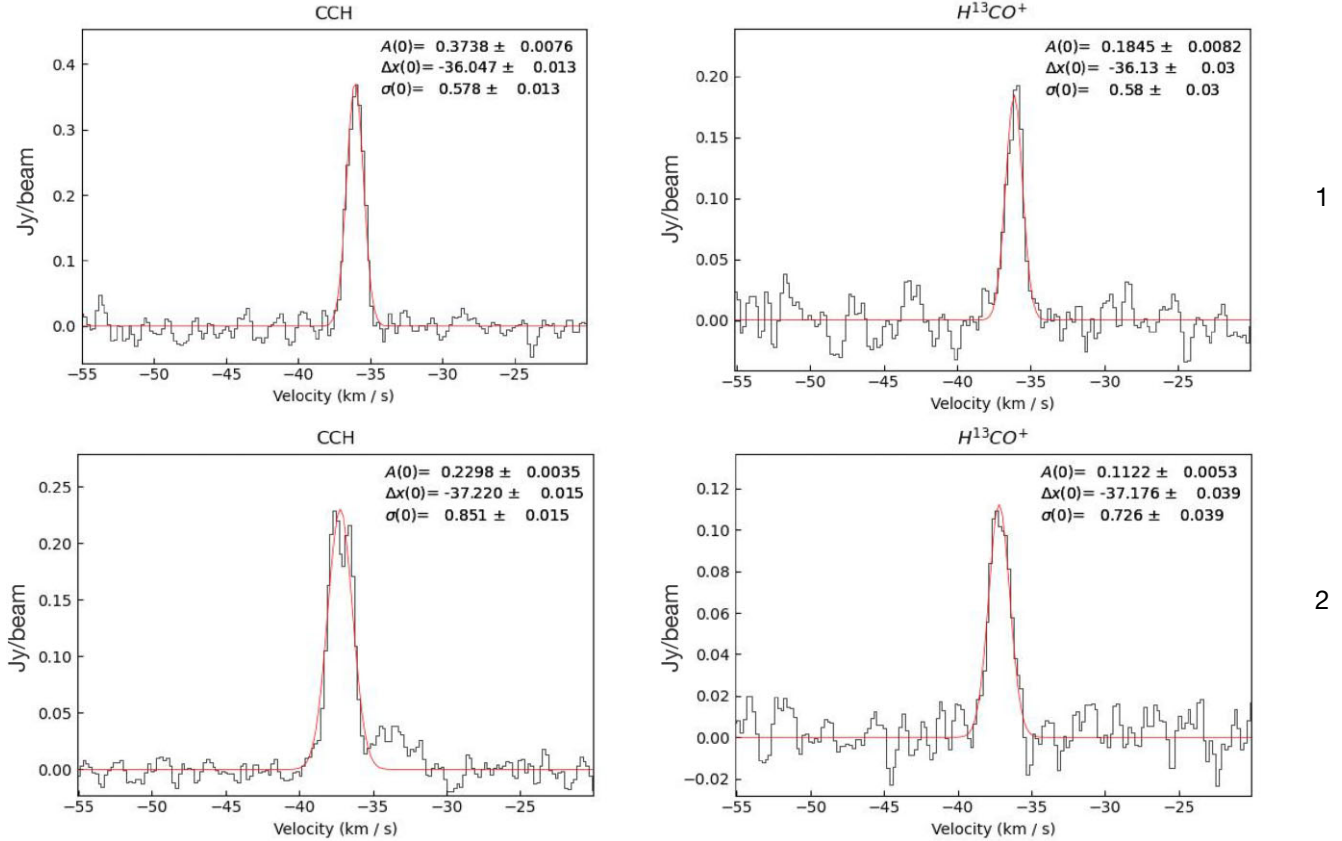 CCH
A(0)= 0.3738 ± 0.0076
Δx(0)= -36.047 ± 0.013
σ(0)= 0.578 ± 0.013
0.4
0.3
0.2
0.1
0.0
Jy/beam
−55 −50 −45 −40 −35 −30 −25
Velocity (km / s)
H¹³CO⁺
A(0)= 0.1845 ± 0.0082
Δx(0)= -36.13 ± 0.03
σ(0)= 0.58 ± 0.03
0.20
0.15
0.10
0.05
0.00
Jy/beam
−55 −50 −45 −40 −35 −30 −25
Velocity (km / s)
1
CCH
A(0)= 0.2298 ± 0.0035
Δx(0)= -37.220 ± 0.015
σ(0)= 0.851 ± 0.015
0.25
0.20
0.15
0.10
0.05
0.00
Jy/beam
−55 −50 −45 −40 −35 −30 −25
Velocity (km / s)
H¹³CO⁺
A(0)= 0.1122 ± 0.0053
Δx(0)= -37.176 ± 0.039
σ(0)= 0.726 ± 0.039
0.12
0.10
0.08
0.06
0.04
0.02
0.00
−0.02
Jy/beam
−55 −50 −45 −40 −35 −30 −25
Velocity (km / s)
2